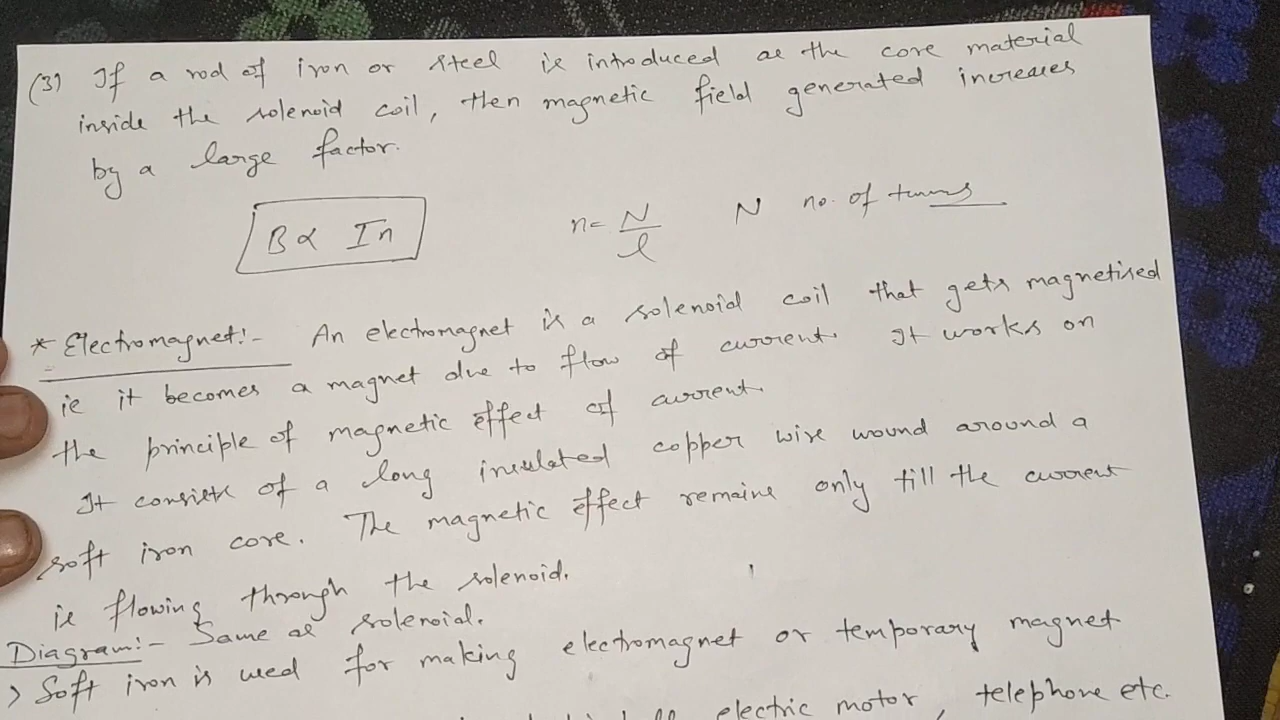 (3) If a rod of iron or steel is introduced as the core material
inside the solenoid coil, then magnetic field generated increases
by a large factor.
B∝ In
n= N/l N no. of turns
* Electromagnet:- An electromagnet is a solenoid coil that gets magnetised
ie it becomes a magnet due to flow of current. It works on
the principle of magnetic effect of current.
It consists of a long insulated copper wire wound around a
soft iron core. The magnetic effect remains only till the current
is flowing through the solenoid.
Diagram:- Same as solenoid.
> Soft iron is used for making electromagnet or temporary magnet
electric motor, telephone etc.